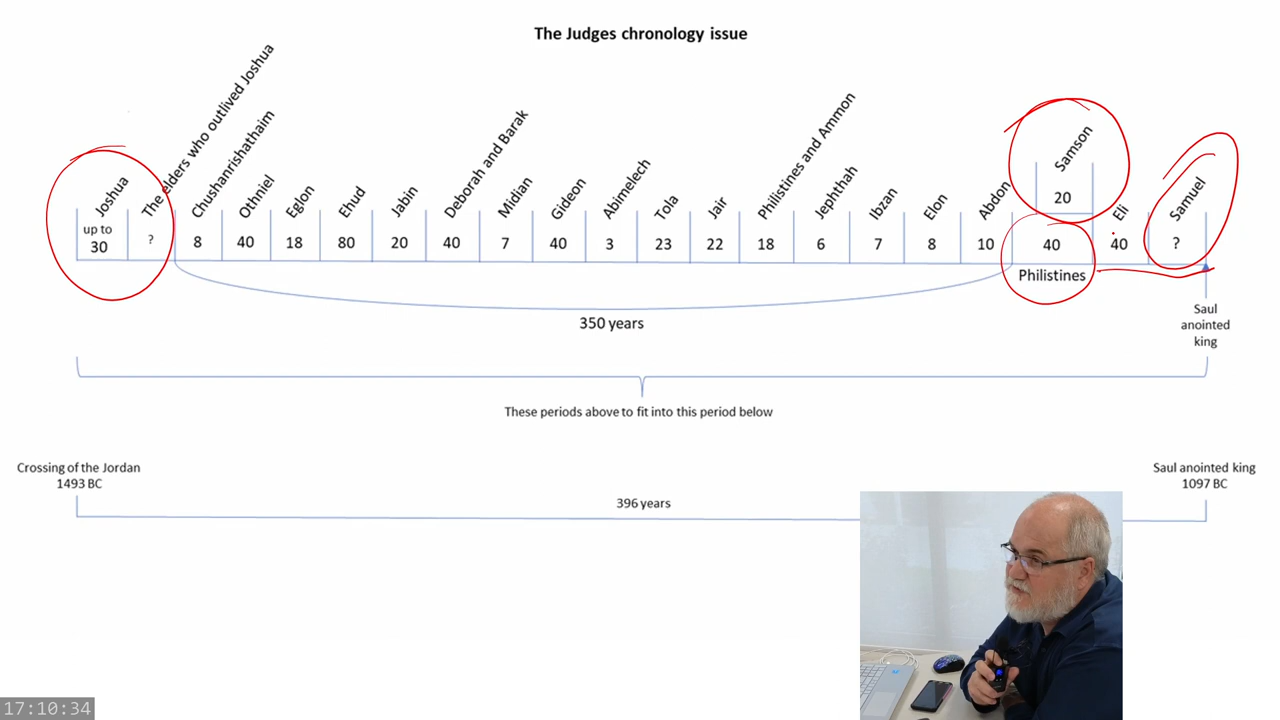 The Judges chronology issue
Joshua
The elders who outlived Joshua
Chushanrishathaim
Othniel
Eglon
Ehud
Jabin
Deborah and Barak
Midian
Gideon
Abimelech
Tola
Jair
Philistines and Ammon
Jephthah
Ibzan
Elon
Abdon
Samson
Eli
Samuel
20
up to
30
?
8
40
18
80
20
40
7
40
3
23
22
18
6
7
8
10
40
40
?
Philistines
350 years
Saul
anointed
king
These periods above to fit into this period below
Crossing of the Jordan
1493 BC
Saul anointed king
1097 BC
396 years
17:10:34